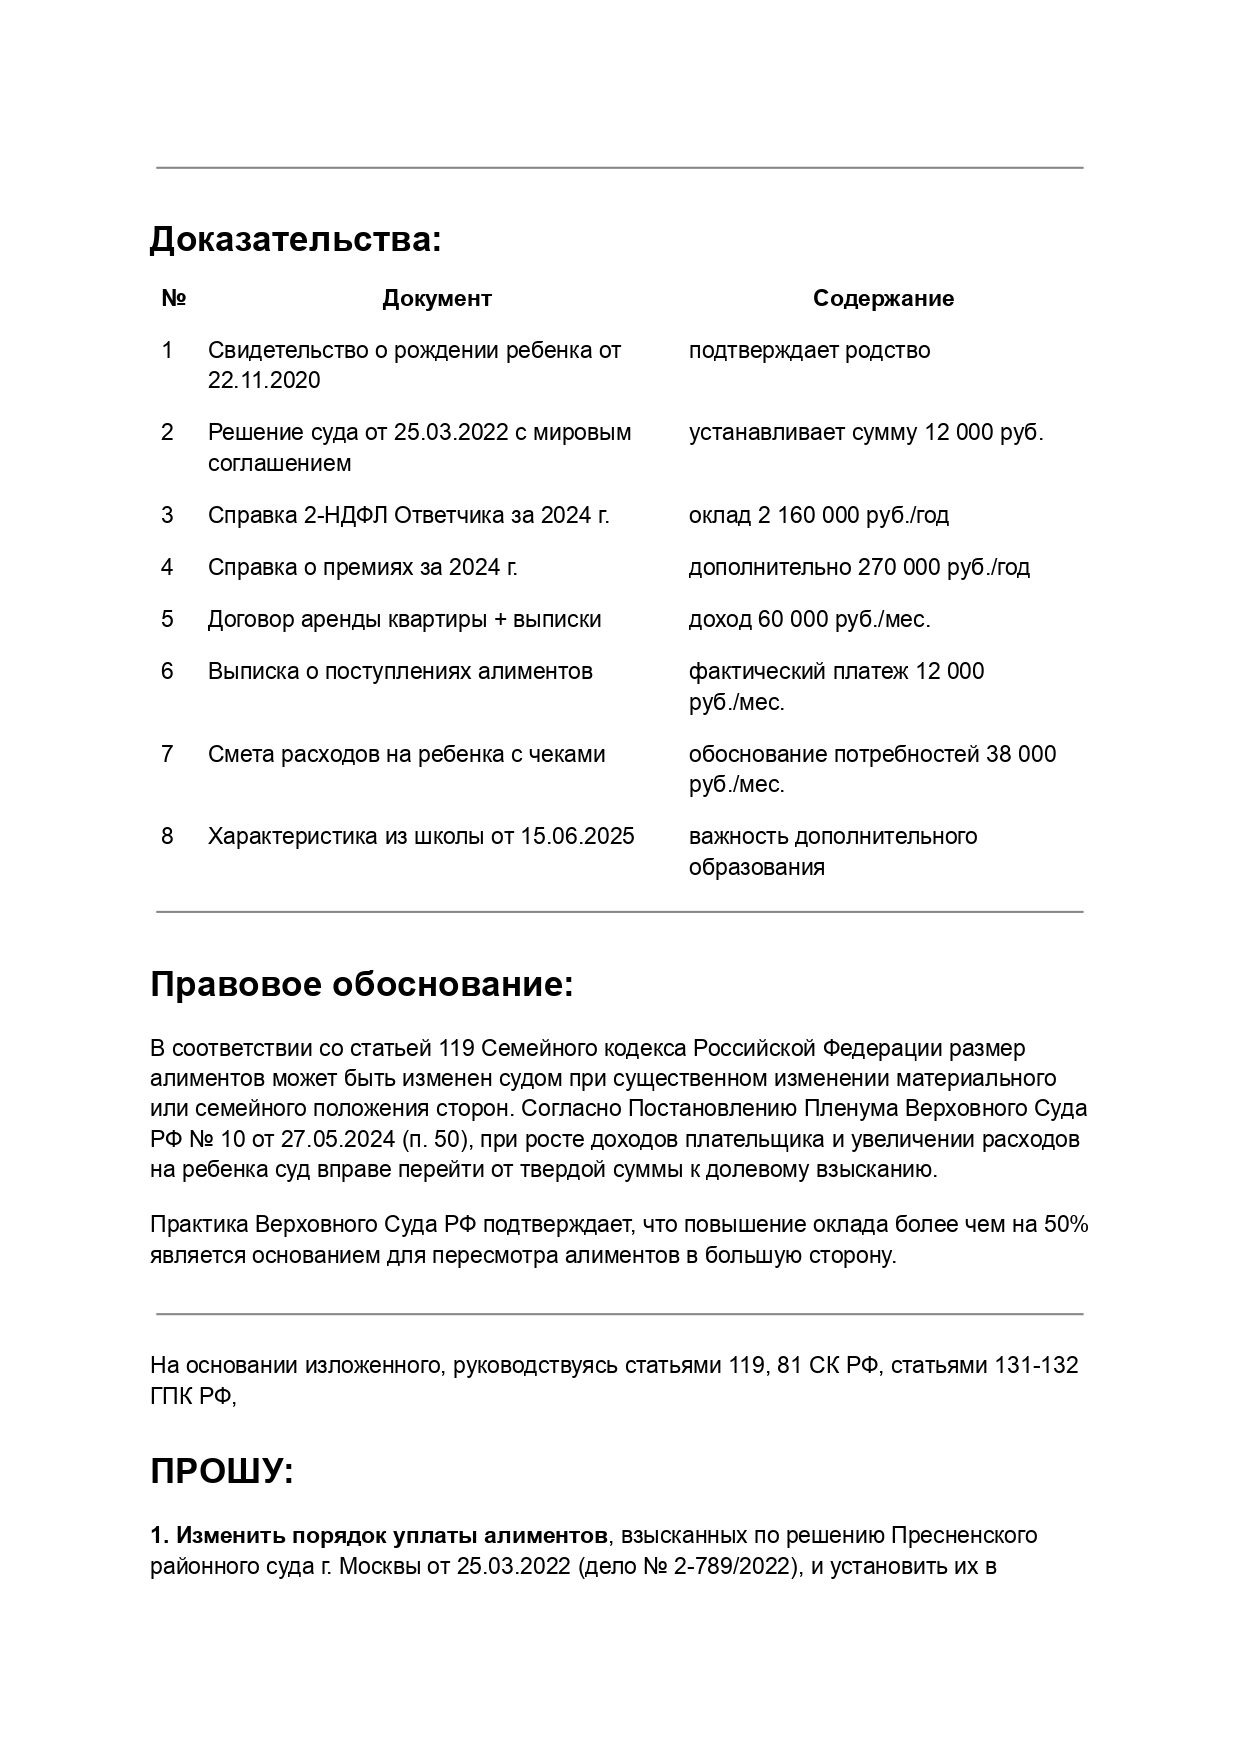 Доказательства:
№ Документ Содержание
1 Свидетельство о рождении ребенка от подтверждает родство
22.11.2020
2 Решение суда от 25.03.2022 с мировым устанавливает сумму 12 000 руб.
соглашением
3 Справка 2-НДФЛ Ответчика за 2024 г. оклад 2 160 000 руб./год
4 Справка о премиях за 2024 г. дополнительно 270 000 руб./год
5 Договор аренды квартиры + выписки доход 60 000 руб./мес.
6 Выписка о поступлениях алиментов фактический платеж 12 000
руб./мес.
7 Смета расходов на ребенка с чеками обоснование потребностей 38 000
руб./мес.
8 Характеристика из школы от 15.06.2025 важность дополнительного
образования
Правовое обоснование:
В соответствии со статьей 119 Семейного кодекса Российской Федерации размер
алиментов может быть изменен судом при существенном изменении материального
или семейного положения сторон. Согласно Постановлению Пленума Верховного Суда
РФ № 10 от 27.05.2024 (п. 50), при росте доходов плательщика и увеличении расходов
на ребенка суд вправе перейти от твердой суммы к долевому взысканию.
Практика Верховного Суда РФ подтверждает, что повышение оклада более чем на 50%
является основанием для пересмотра алиментов в большую сторону.
На основании изложенного, руководствуясь статьями 119, 81 СК РФ, статьями 131-132
ГПК РФ,
ПРОШУ:
1. Изменить порядок уплаты алиментов, взысканных по решению Пресненского
районного суда г. Москвы от 25.03.2022 (дело № 2-789/2022), и установить их в